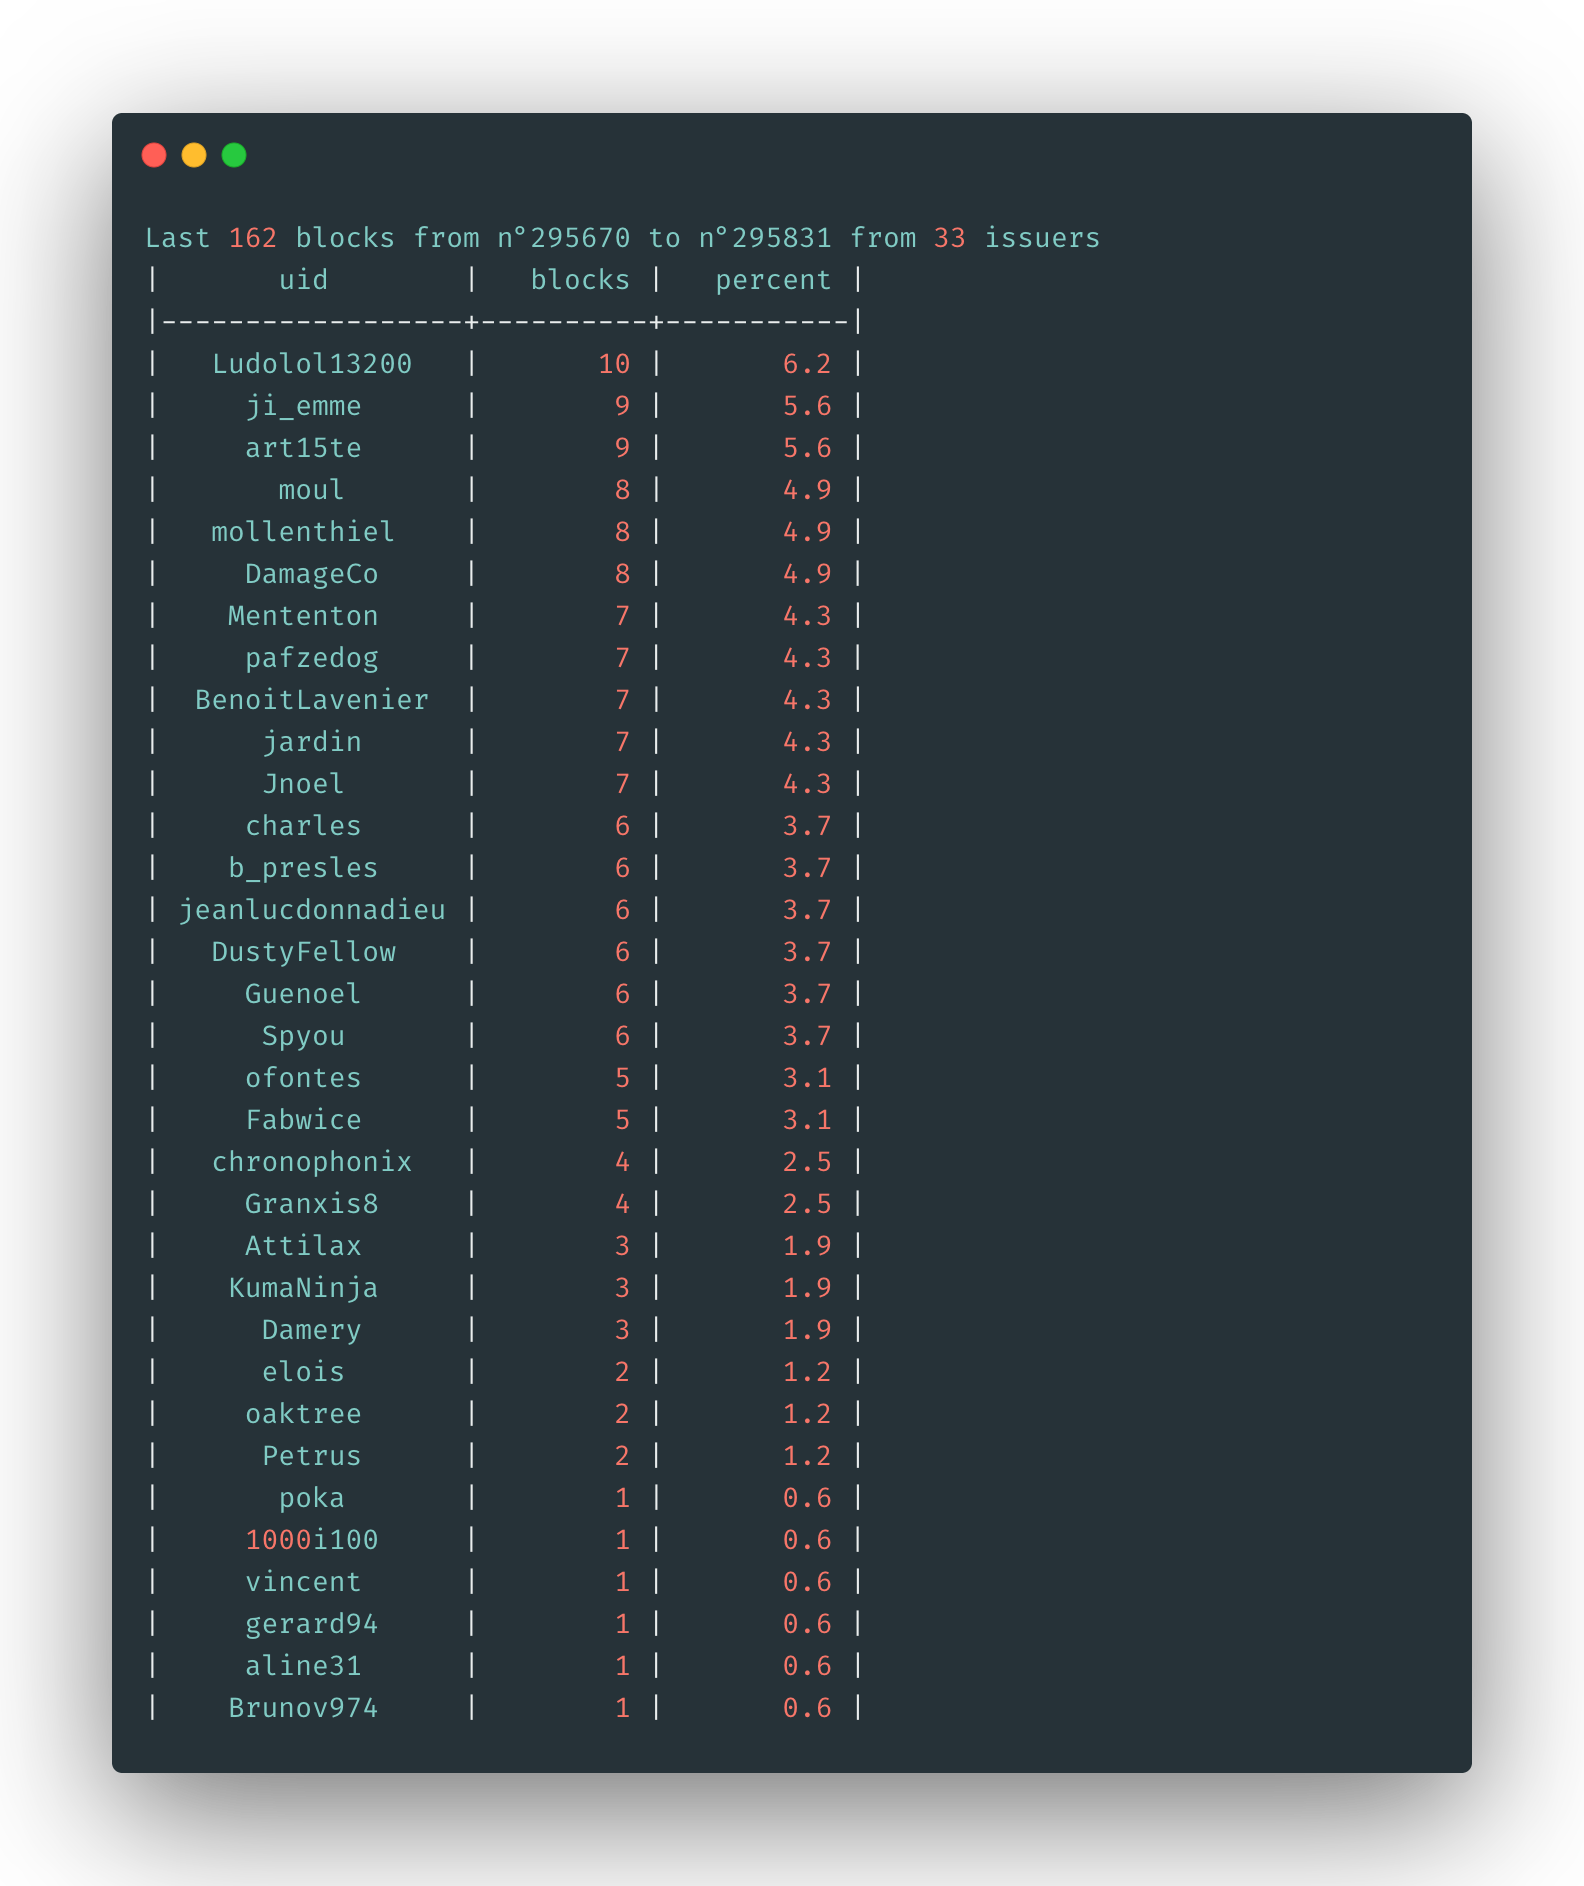 Last 162 blocks from n°295670 to n°295831 from 33 issuers
|       uid        |   blocks |   percent |
|------------------+----------+-----------|
|   Ludolol13200   |       10 |       6.2 |
|     ji_emme      |        9 |       5.6 |
|     art15te      |        9 |       5.6 |
|       moul       |        8 |       4.9 |
|   mollenthiel    |        8 |       4.9 |
|     DamageCo     |        8 |       4.9 |
|    Mententon     |        7 |       4.3 |
|     pafzedog     |        7 |       4.3 |
|  BenoitLavenier  |        7 |       4.3 |
|      jardin      |        7 |       4.3 |
|      Jnoel       |        7 |       4.3 |
|     charles      |        6 |       3.7 |
|    b_presles     |        6 |       3.7 |
| jeanlucdonnadieu |        6 |       3.7 |
|   DustyFellow    |        6 |       3.7 |
|     Guenoel      |        6 |       3.7 |
|      Spyou       |        6 |       3.7 |
|     ofontes      |        5 |       3.1 |
|     Fabwice      |        5 |       3.1 |
|   chronophonix   |        4 |       2.5 |
|     Granxis8     |        4 |       2.5 |
|     Attilax      |        3 |       1.9 |
|    KumaNinja     |        3 |       1.9 |
|      Damery      |        3 |       1.9 |
|      elois       |        2 |       1.2 |
|     oaktree      |        2 |       1.2 |
|      Petrus      |        2 |       1.2 |
|       poka       |        1 |       0.6 |
|     1000i100     |        1 |       0.6 |
|     vincent      |        1 |       0.6 |
|     gerard94     |        1 |       0.6 |
|     aline31      |        1 |       0.6 |
|    Brunov974     |        1 |       0.6 |